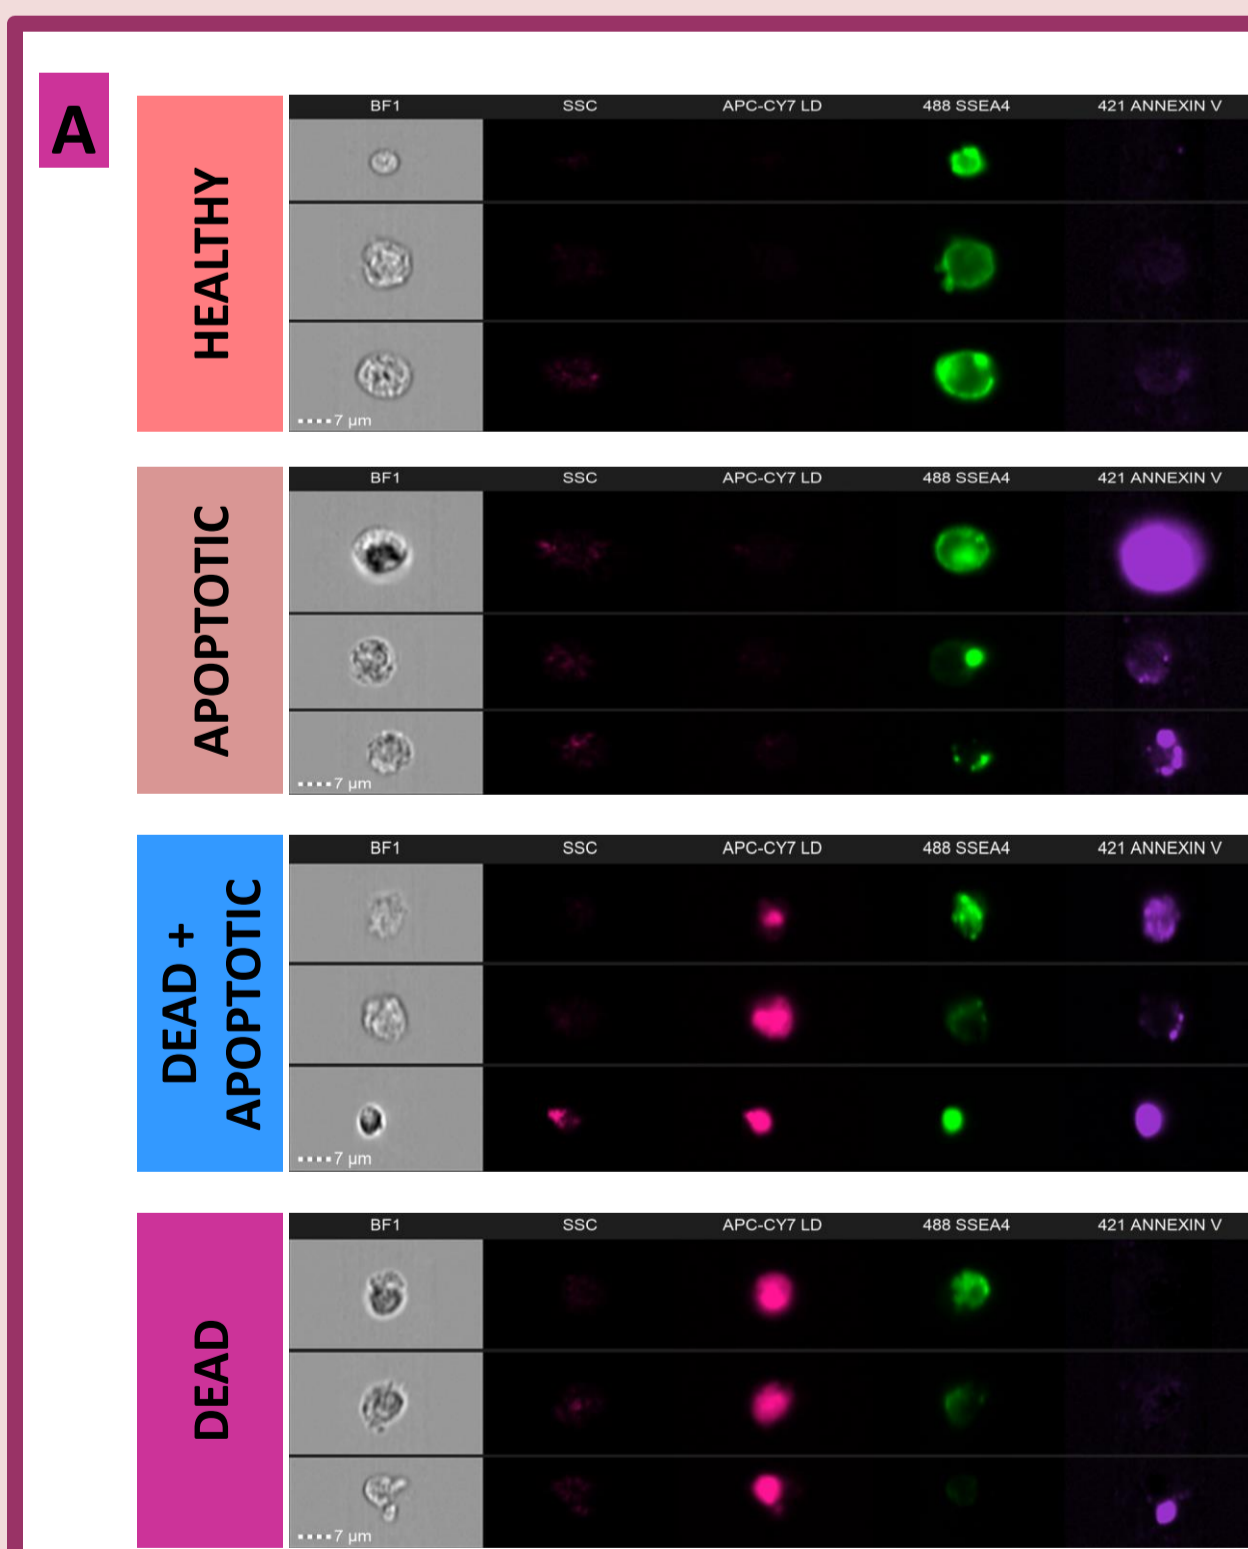 A
HEALTHY
BF1 SSC APC-CY7 LD 488 SSEA4 421 ANNEXIN V
7 µm
APOPTOTIC
BF1 SSC APC-CY7 LD 488 SSEA4 421 ANNEXIN V
7 µm
DEAD +
APOPTOTIC
BF1 SSC APC-CY7 LD 488 SSEA4 421 ANNEXIN V
7 µm
DEAD
BF1 SSC APC-CY7 LD 488 SSEA4 421 ANNEXIN V
7 µm